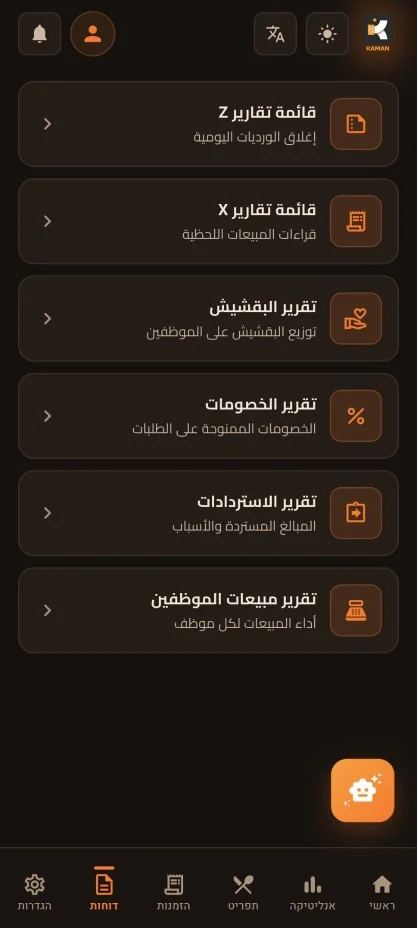 KAMAN
قائمة تقارير Z
إغلاق الورديات اليومية
قائمة تقارير X
قراءات المبيعات اللحظية
تقرير البقشيش
توزيع البقشيش على الموظفين
تقرير الخصومات
الخصومات الممنوحة على الطلبات
تقرير الاستردادات
المبالغ المستردة والأسباب
تقرير مبيعات الموظفين
أداء المبيعات لكل موظف
ראשי
אנליטיקה
תפריט
הזמנות
דוחות
הגדרות